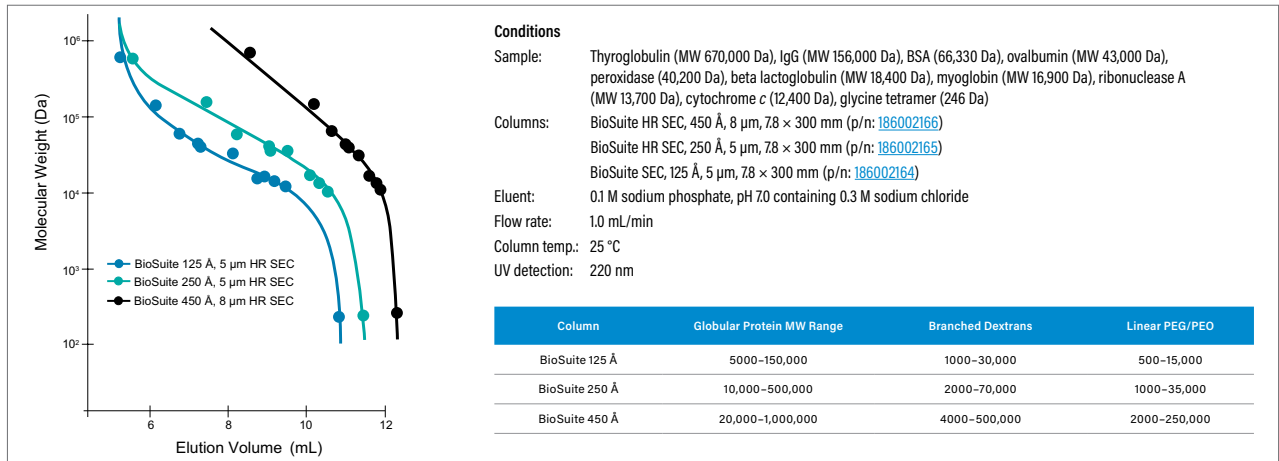 10⁶
10⁵
10⁴
10³
10²
Molecular Weight (Da)
BioSuite 125 Å, 5 µm HR SEC
BioSuite 250 Å, 5 µm HR SEC
BioSuite 450 Å, 8 µm HR SEC
6 8 10 12
Elution Volume (mL)
Conditions
Sample: Thyroglobulin (MW 670,000 Da), IgG (MW 156,000 Da), BSA (66,330 Da), ovalbumin (MW 43,000 Da),
peroxidase (40,200 Da), beta lactoglobulin (MW 18,400 Da), myoglobin (MW 16,900 Da), ribonuclease A
(MW 13,700 Da), cytochrome c (12,400 Da), glycine tetramer (246 Da)
Columns: BioSuite HR SEC, 450 Å, 8 µm, 7.8 × 300 mm (p/n: 186002166)
BioSuite HR SEC, 250 Å, 5 µm, 7.8 × 300 mm (p/n: 186002165)
BioSuite SEC, 125 Å, 5 µm, 7.8 × 300 mm (p/n: 186002164)
Eluent: 0.1 M sodium phosphate, pH 7.0 containing 0.3 M sodium chloride
Flow rate: 1.0 mL/min
Column temp.: 25 °C
UV detection: 220 nm
Column Globular Protein MW Range Branched Dextrans Linear PEG/PEO
BioSuite 125 Å 5000–150,000 1000–30,000 500–15,000
BioSuite 250 Å 10,000–500,000 2000–70,000 1000–35,000
BioSuite 450 Å 20,000–1,000,000 4000–500,000 2000–250,000